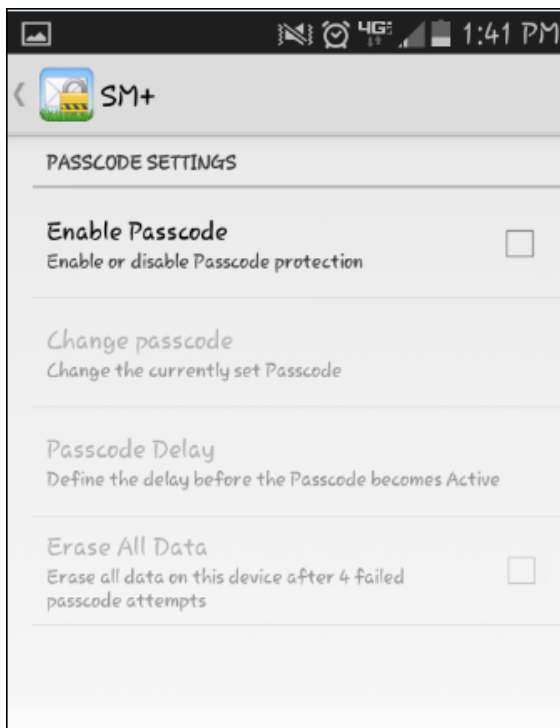 4G 1:41 PM
SM+
PASSCODE SETTINGS
Enable Passcode
Enable or disable Passcode protection
Change passcode
Change the currently set Passcode
Passcode Delay
Define the delay before the Passcode becomes Active
Erase All Data
Erase all data on this device after 4 failed
passcode attempts